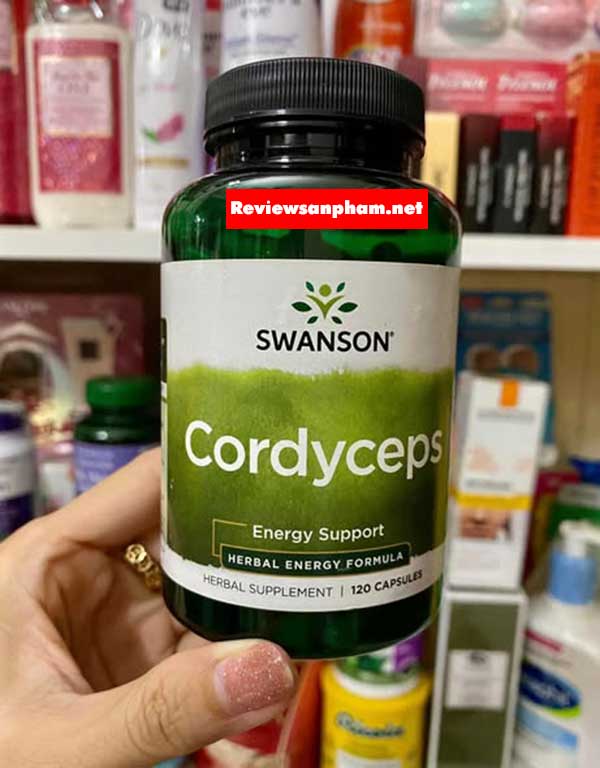 Reviewsanpham.net
SWANSON®
Cordyceps
Energy Support
HERBAL ENERGY FORMULA
HERBAL SUPPLEMENT | 120 CAPSULES